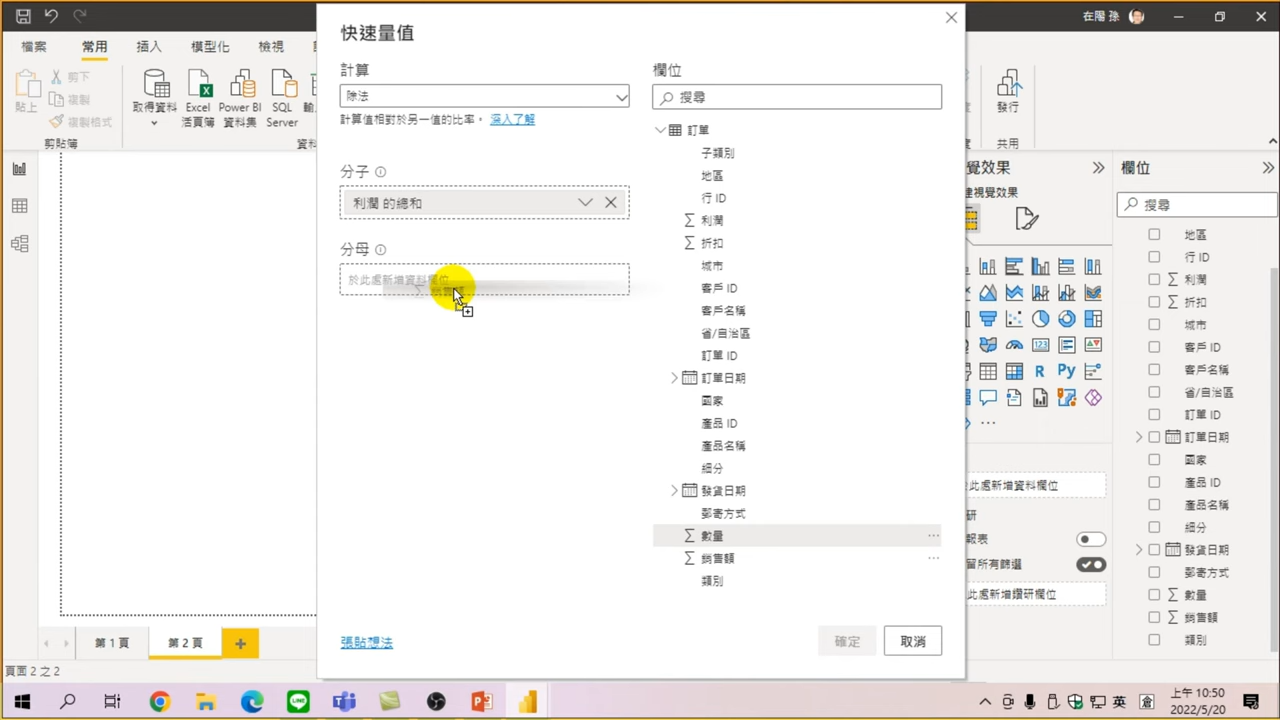 在陽 孫
檔案
常用
插入
模型化
檢視
貼上
剪下
複製
複製格式
剪貼簿
取得資料
Excel
活頁簿
Power BI
資料集
SQL
Server
發行
共用
快速量值
計算
除法
計算值相對於另一值的比率。 深入了解
分子
利潤 的總和
分母
於此處新增資料欄位
銷售額
欄位
搜尋
訂單
子類別
地區
行 ID
利潤
折扣
城市
客戶 ID
客戶名稱
省/自治區
訂單 ID
訂單日期
國家
產品 ID
產品名稱
細分
發貨日期
郵寄方式
數量
銷售額
類別
張貼想法
確定
取消
覺效果
建視覺效果
R
Py
123
此處新增資料欄位
研
報表
留所有篩選
此處新增鑽研欄位
欄位
搜尋
地區
行 ID
利潤
折扣
城市
客戶 ID
客戶名稱
省/自治區
訂單 ID
訂單日期
國家
產品 ID
產品名稱
細分
發貨日期
郵寄方式
數量
銷售額
類別
第 1 頁
第 2 頁
頁面 2 之 2
英
上午 10:50
2022/5/20